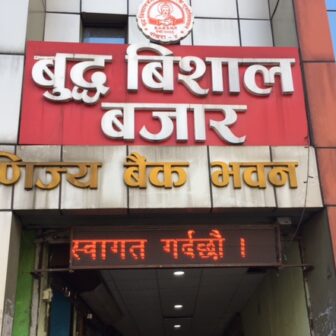 बुद्ध बिशाल
बजार
णिज्य बैंक भवन
स्वागत गर्दछौ ।